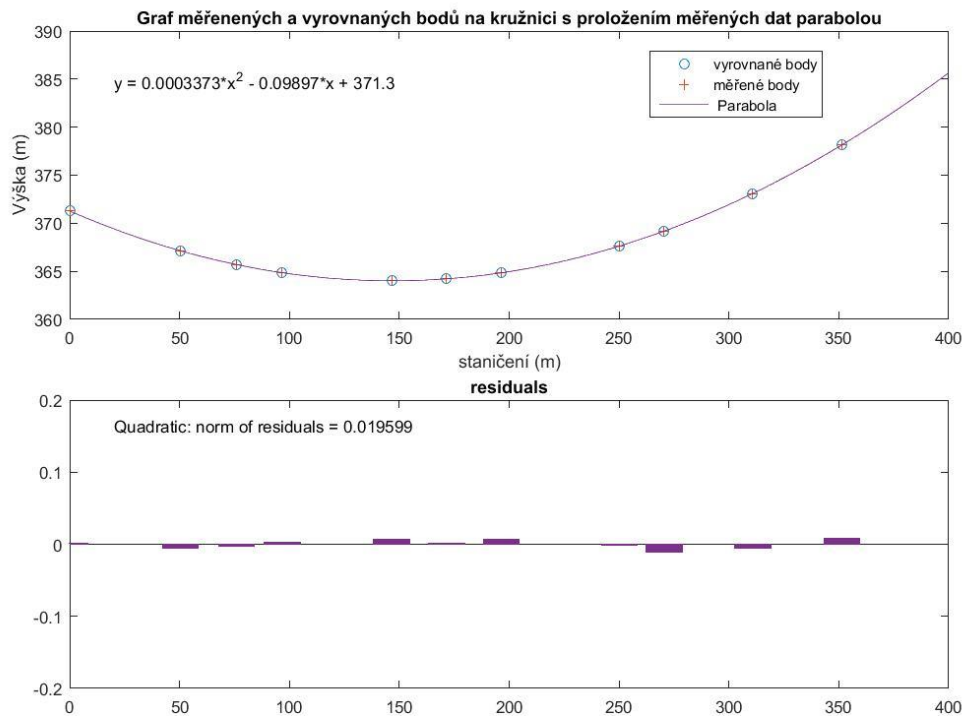 Graf měřenených a vyrovnaných bodů na kružnici s proložením měřených dat parabolou
390
385
380
375
370
365
360
Výška (m)
y = 0.0003373*x² - 0.09897*x + 371.3
vyrovnané body
měřené body
Parabola
0 50 100 150 200 250 300 350 400
staničení (m)
residuals
0.2
0.1
0
-0.1
-0.2
Quadratic: norm of residuals = 0.019599
0 50 100 150 200 250 300 350 400